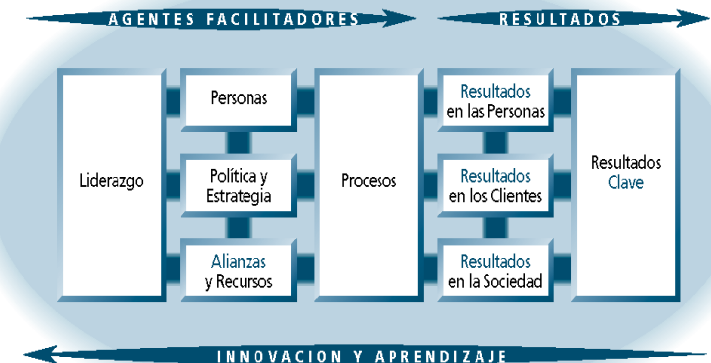 AGENTES FACILITADORES
RESULTADOS
Liderazgo
Personas
Política y
Estrategia
Alianzas
y Recursos
Procesos
Resultados
en las Personas
Resultados
en los Clientes
Resultados
en la Sociedad
Resultados
Clave
INNOVACION Y APRENDIZAJE